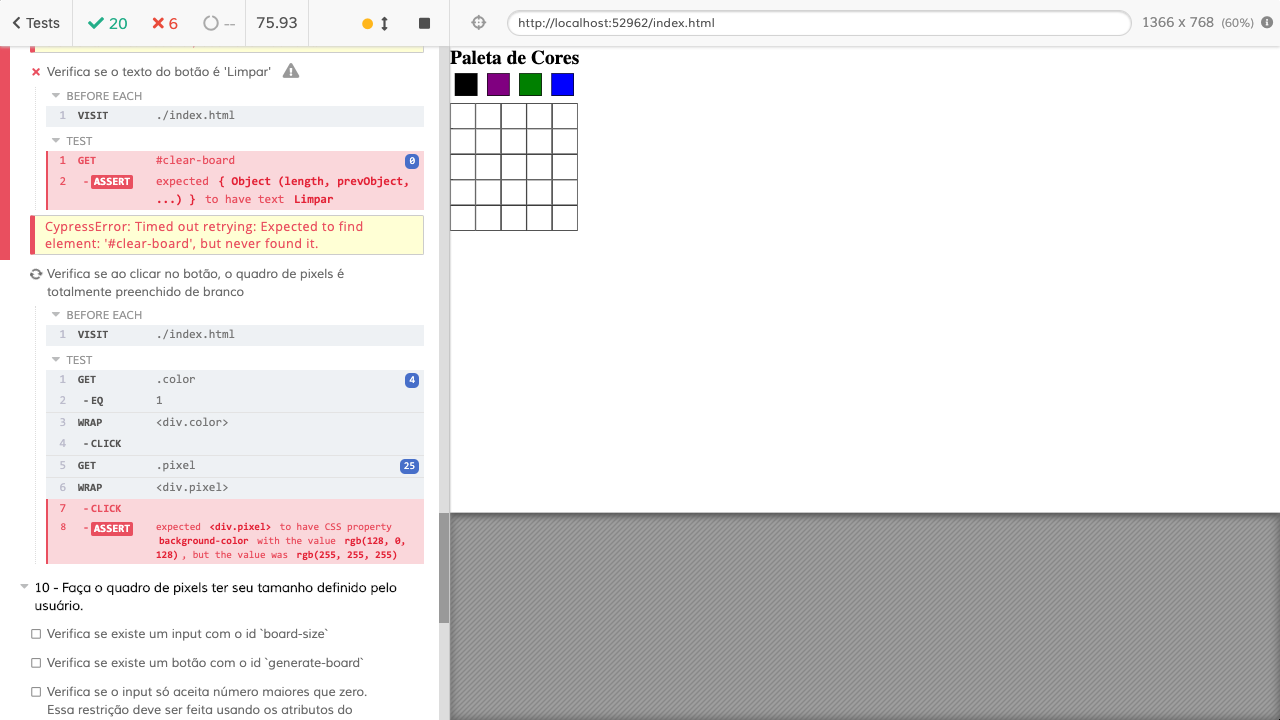 Tests
20
6
--
75.93
http://localhost:52962/index.html
1366 x 768 (60%)
Verifica se o texto do botão é 'Limpar'
BEFORE EACH
1 VISIT ./index.html
TEST
1 GET #clear-board 0
2 - ASSERT expected { Object (length, prevObject,
...) } to have text Limpar
CypressError: Timed out retrying: Expected to find
element: '#clear-board', but never found it.
Verifica se ao clicar no botão, o quadro de pixels é
totalmente preenchido de branco
BEFORE EACH
1 VISIT ./index.html
TEST
1 GET .color 4
2 - EQ 1
3 WRAP <div.color>
4 - CLICK
5 GET .pixel 25
6 WRAP <div.pixel>
7 - CLICK
8 - ASSERT expected <div.pixel> to have CSS property
background-color with the value rgb(128, 0,
128) , but the value was rgb(255, 255, 255)
10 - Faça o quadro de pixels ter seu tamanho definido pelo
usuário.
Verifica se existe um input com o id `board-size`
Verifica se existe um botão com o id `generate-board`
Verifica se o input só aceita número maiores que zero.
Essa restrição deve ser feita usando os atributos do
Paleta de Cores